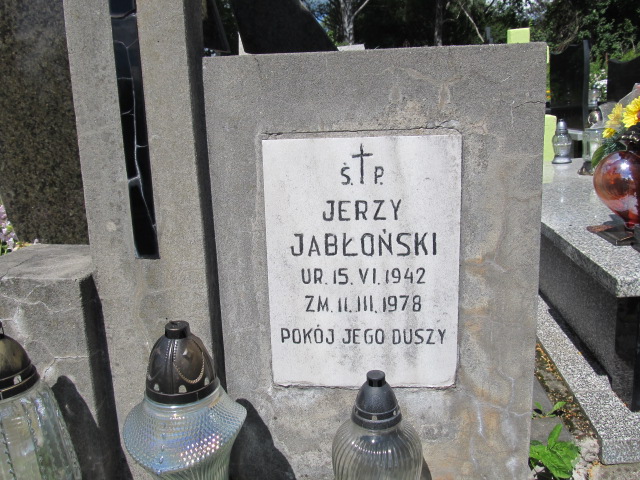 Ś. P.
JERZY
JABŁOŃSKI
UR. 15. VI. 1942
ZM. 11. III. 1978
POKÓJ JEGO DUSZY